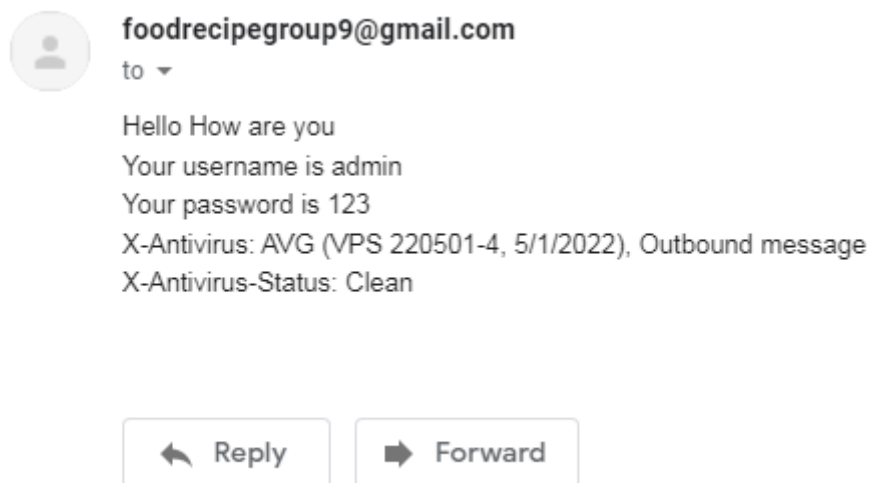 foodrecipegroup9@gmail.com
to
Hello How are you
Your username is admin
Your password is 123
X-Antivirus: AVG (VPS 220501-4, 5/1/2022), Outbound message
X-Antivirus-Status: Clean
Reply
Forward